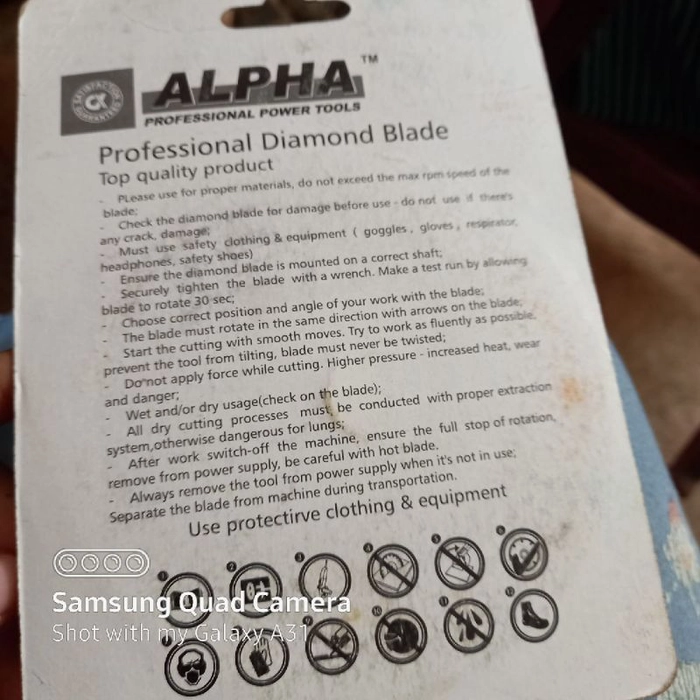 ALPHA™
PROFESSIONAL POWER TOOLS
Professional Diamond Blade
Top quality product
- PLease use for proper materials, do not exceed the max rpm speed of the
blade;
- Check the diamond blade for damage before use - do not use if there's
any crack, damage;
- Must use safety clothing & equipment ( goggles, gloves, respirator,
headphones, safety shoes)
- Ensure the diamond blade is mounted on a correct shaft;
- Securely tighten the blade with a wrench. Make a test run by allowing
blade to rotate 30 sec;
- Choose correct position and angle of your work with the blade;
- The blade must rotate in the same direction with arrows on the blade;
- Start the cutting with smooth moves. Try to work as fluently as possible,
prevent the tool from tilting, blade must never be twisted;
- Do not apply force while cutting. Higher pressure - increased heat, wear
and danger;
- Wet and/or dry usage(check on the blade);
- All dry cutting processes must be conducted with proper extraction
system,otherwise dangerous for lungs;
- After work switch-off the machine, ensure the full stop of rotation,
remove from power supply, be careful with hot blade.
- Always remove the tool from power supply when it's not in use;
Separate the blade from machine during transportation.
Use protectirve clothing & equipment
Samsung Quad Camera
Shot with my Galaxy A31